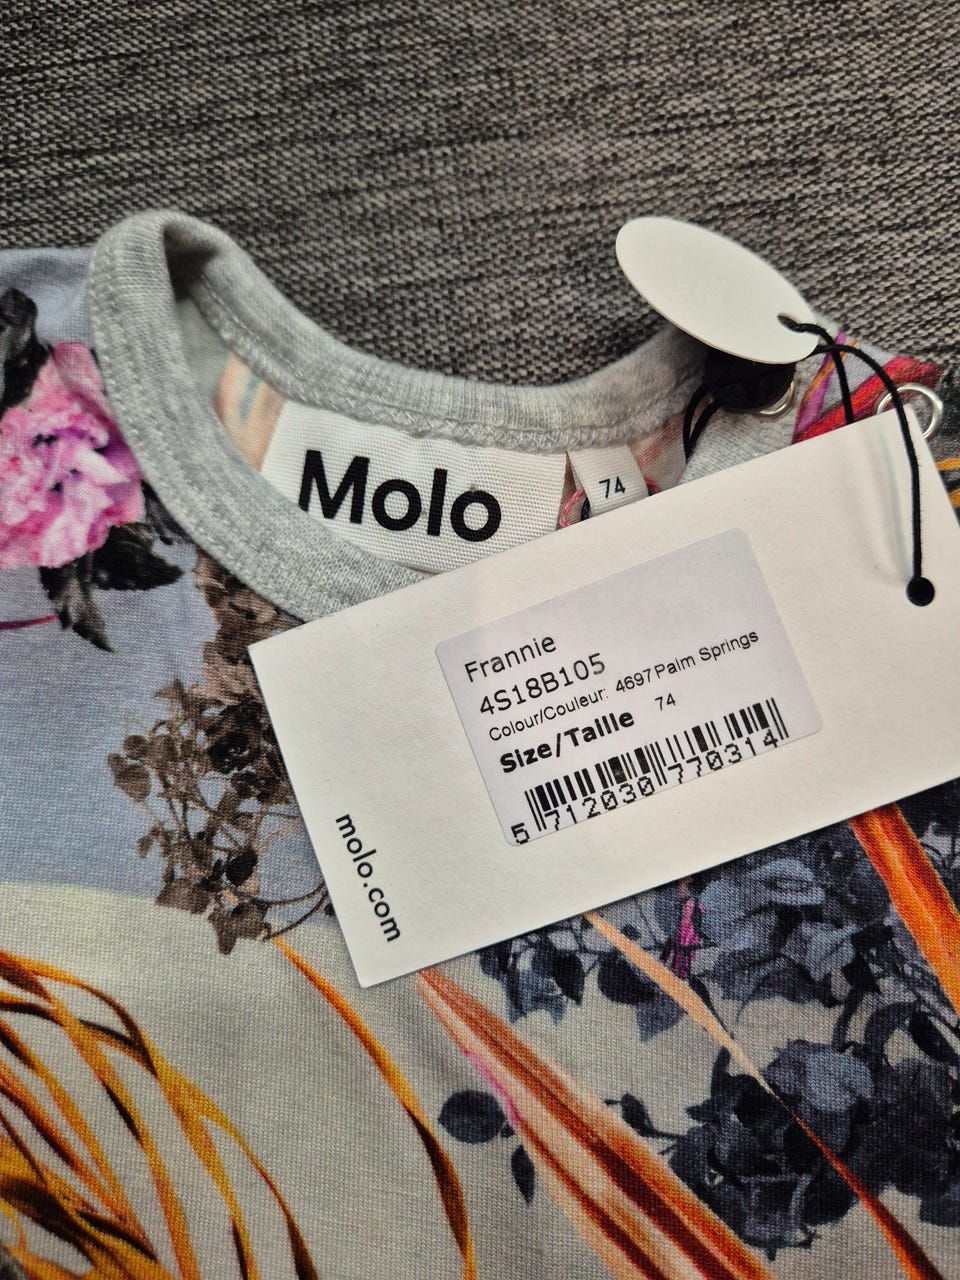 Molo
74
Frannie
4S18B105
Colour/Couleur: 4697 Palm Springs
Size/Taille 74
5 712030 770314
molo.com